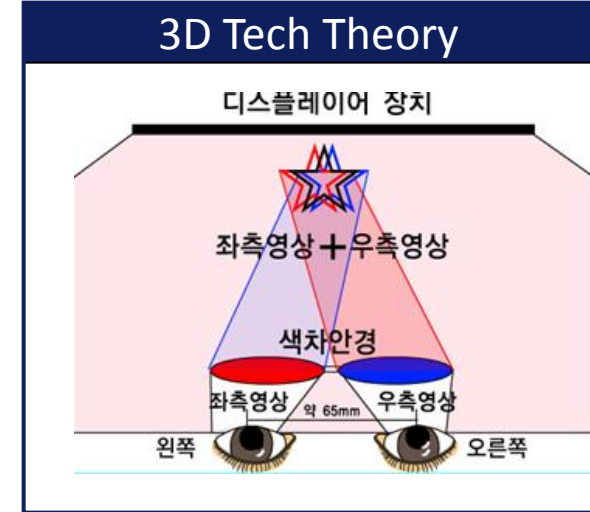 3D Tech Theory
디스플레이어 장치
좌측영상+우측영상
색차안경
좌측영상 약 65mm 우측영상
왼쪽 오른쪽